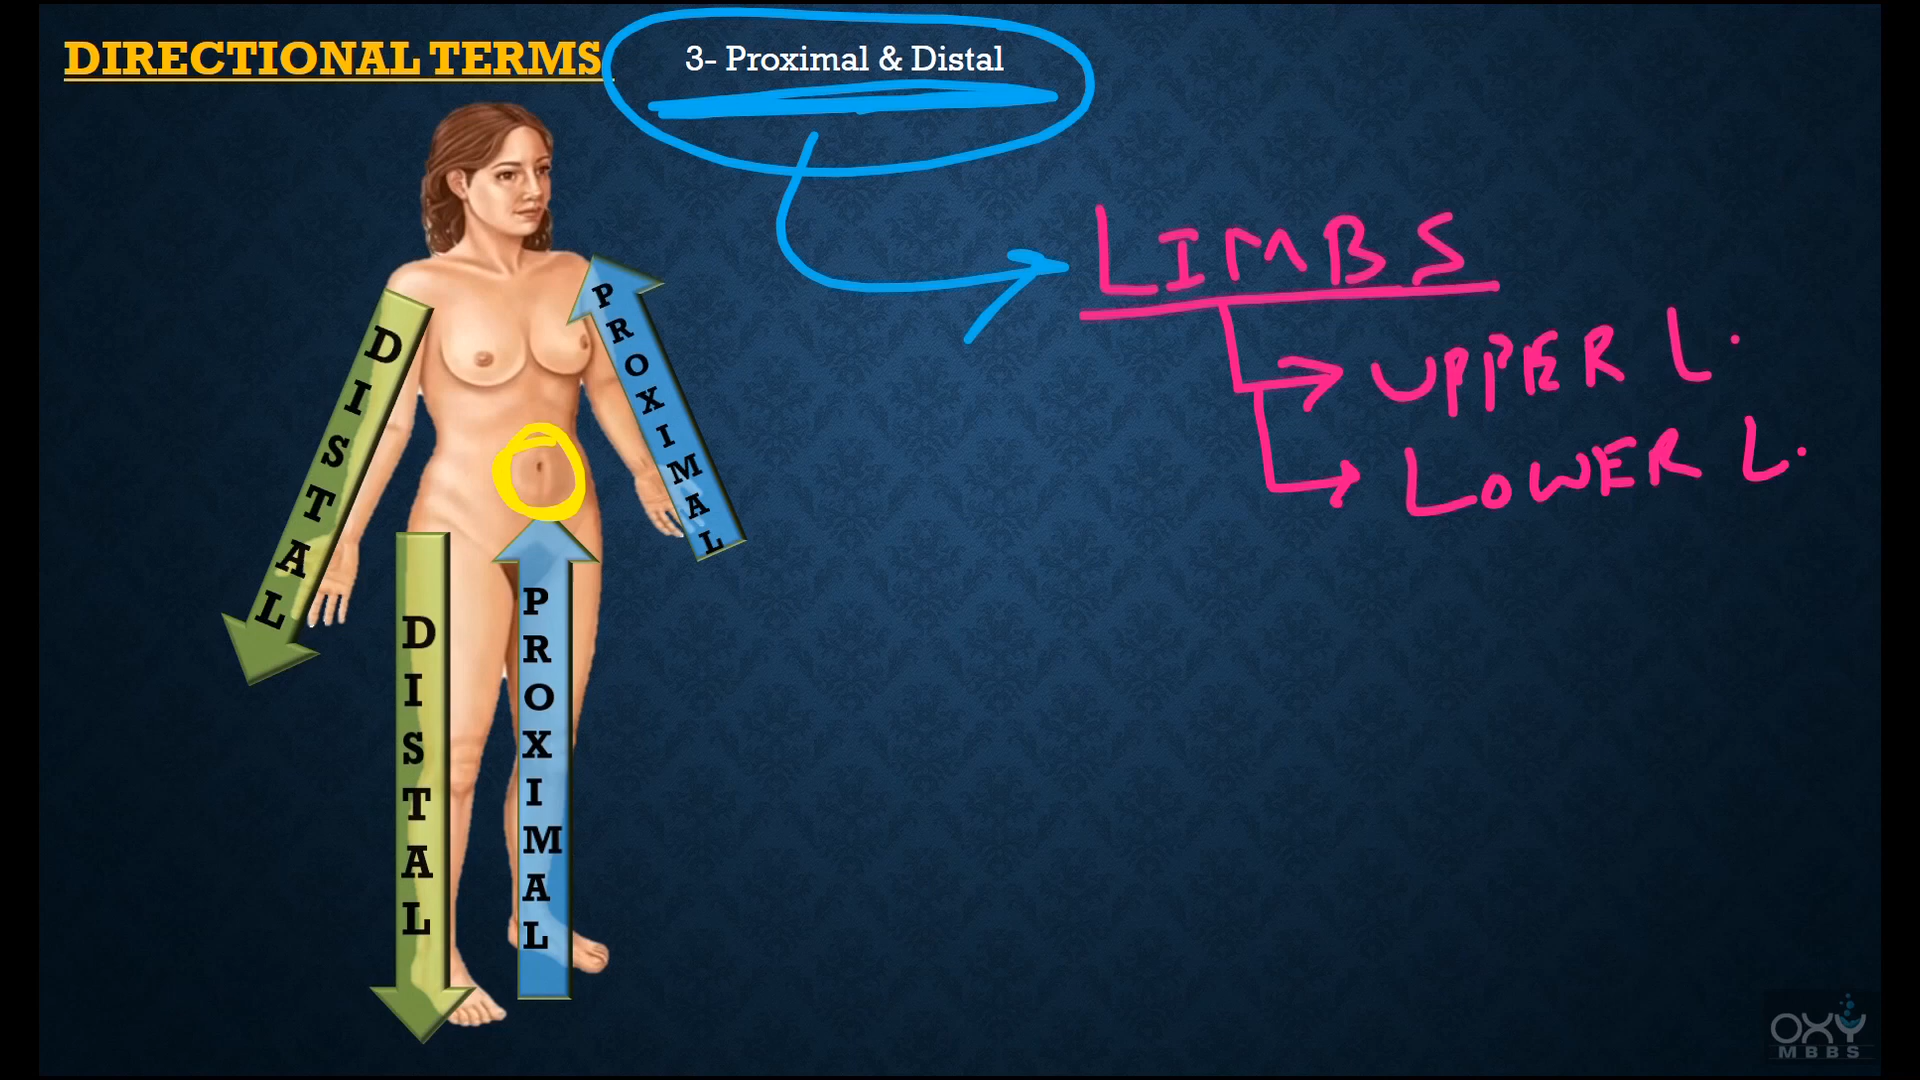 DIRECTIONAL TERMS
3- Proximal & Distal
LIMBS
UPPER L.
LOWER L.
DISTAL
PROXIMAL
DISTAL
PROXIMAL
OXY
MBBS